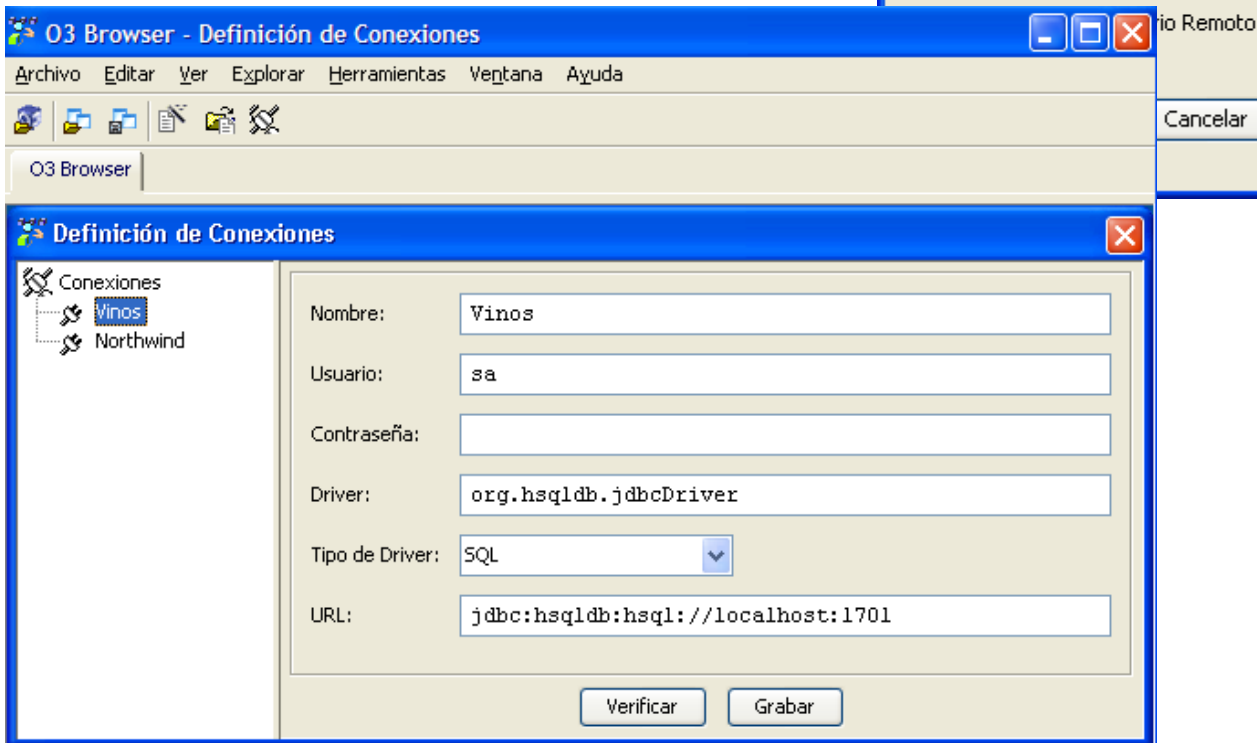 O3 Browser - Definición de Conexiones
Archivo Editar Ver Explorar Herramientas Ventana Ayuda
O3 Browser
Definición de Conexiones
Conexiones
Vinos
Northwind
Nombre: Vinos
Usuario: sa
Contraseña:
Driver: org.hsqldb.jdbcDriver
Tipo de Driver: SQL
URL: jdbc:hsqldb:hsql://localhost:1701
Verificar Grabar
io Remoto
Cancelar